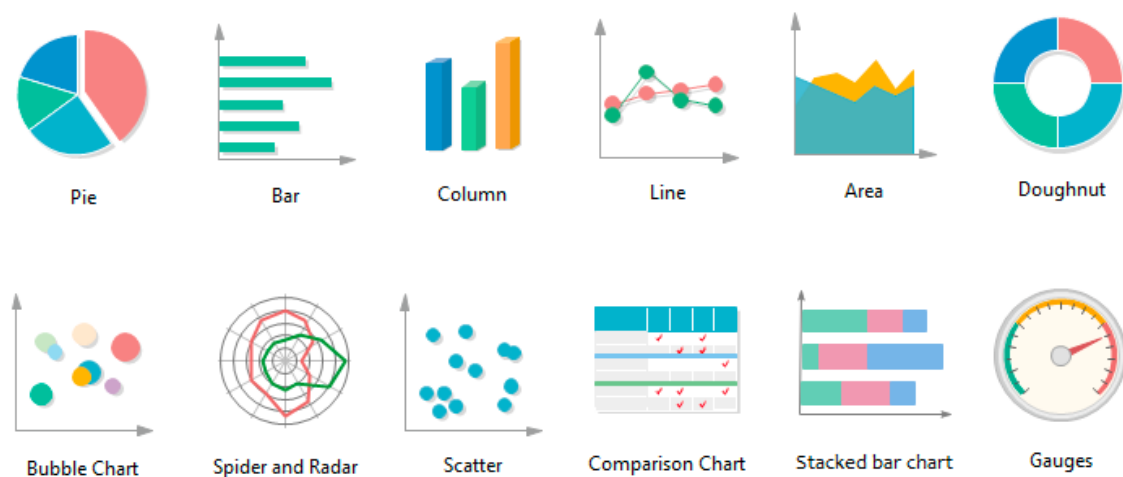 Pie
Bar
Column
Line
Area
Doughnut
Bubble Chart
Spider and Radar
Scatter
Comparison Chart
Stacked bar chart
Gauges